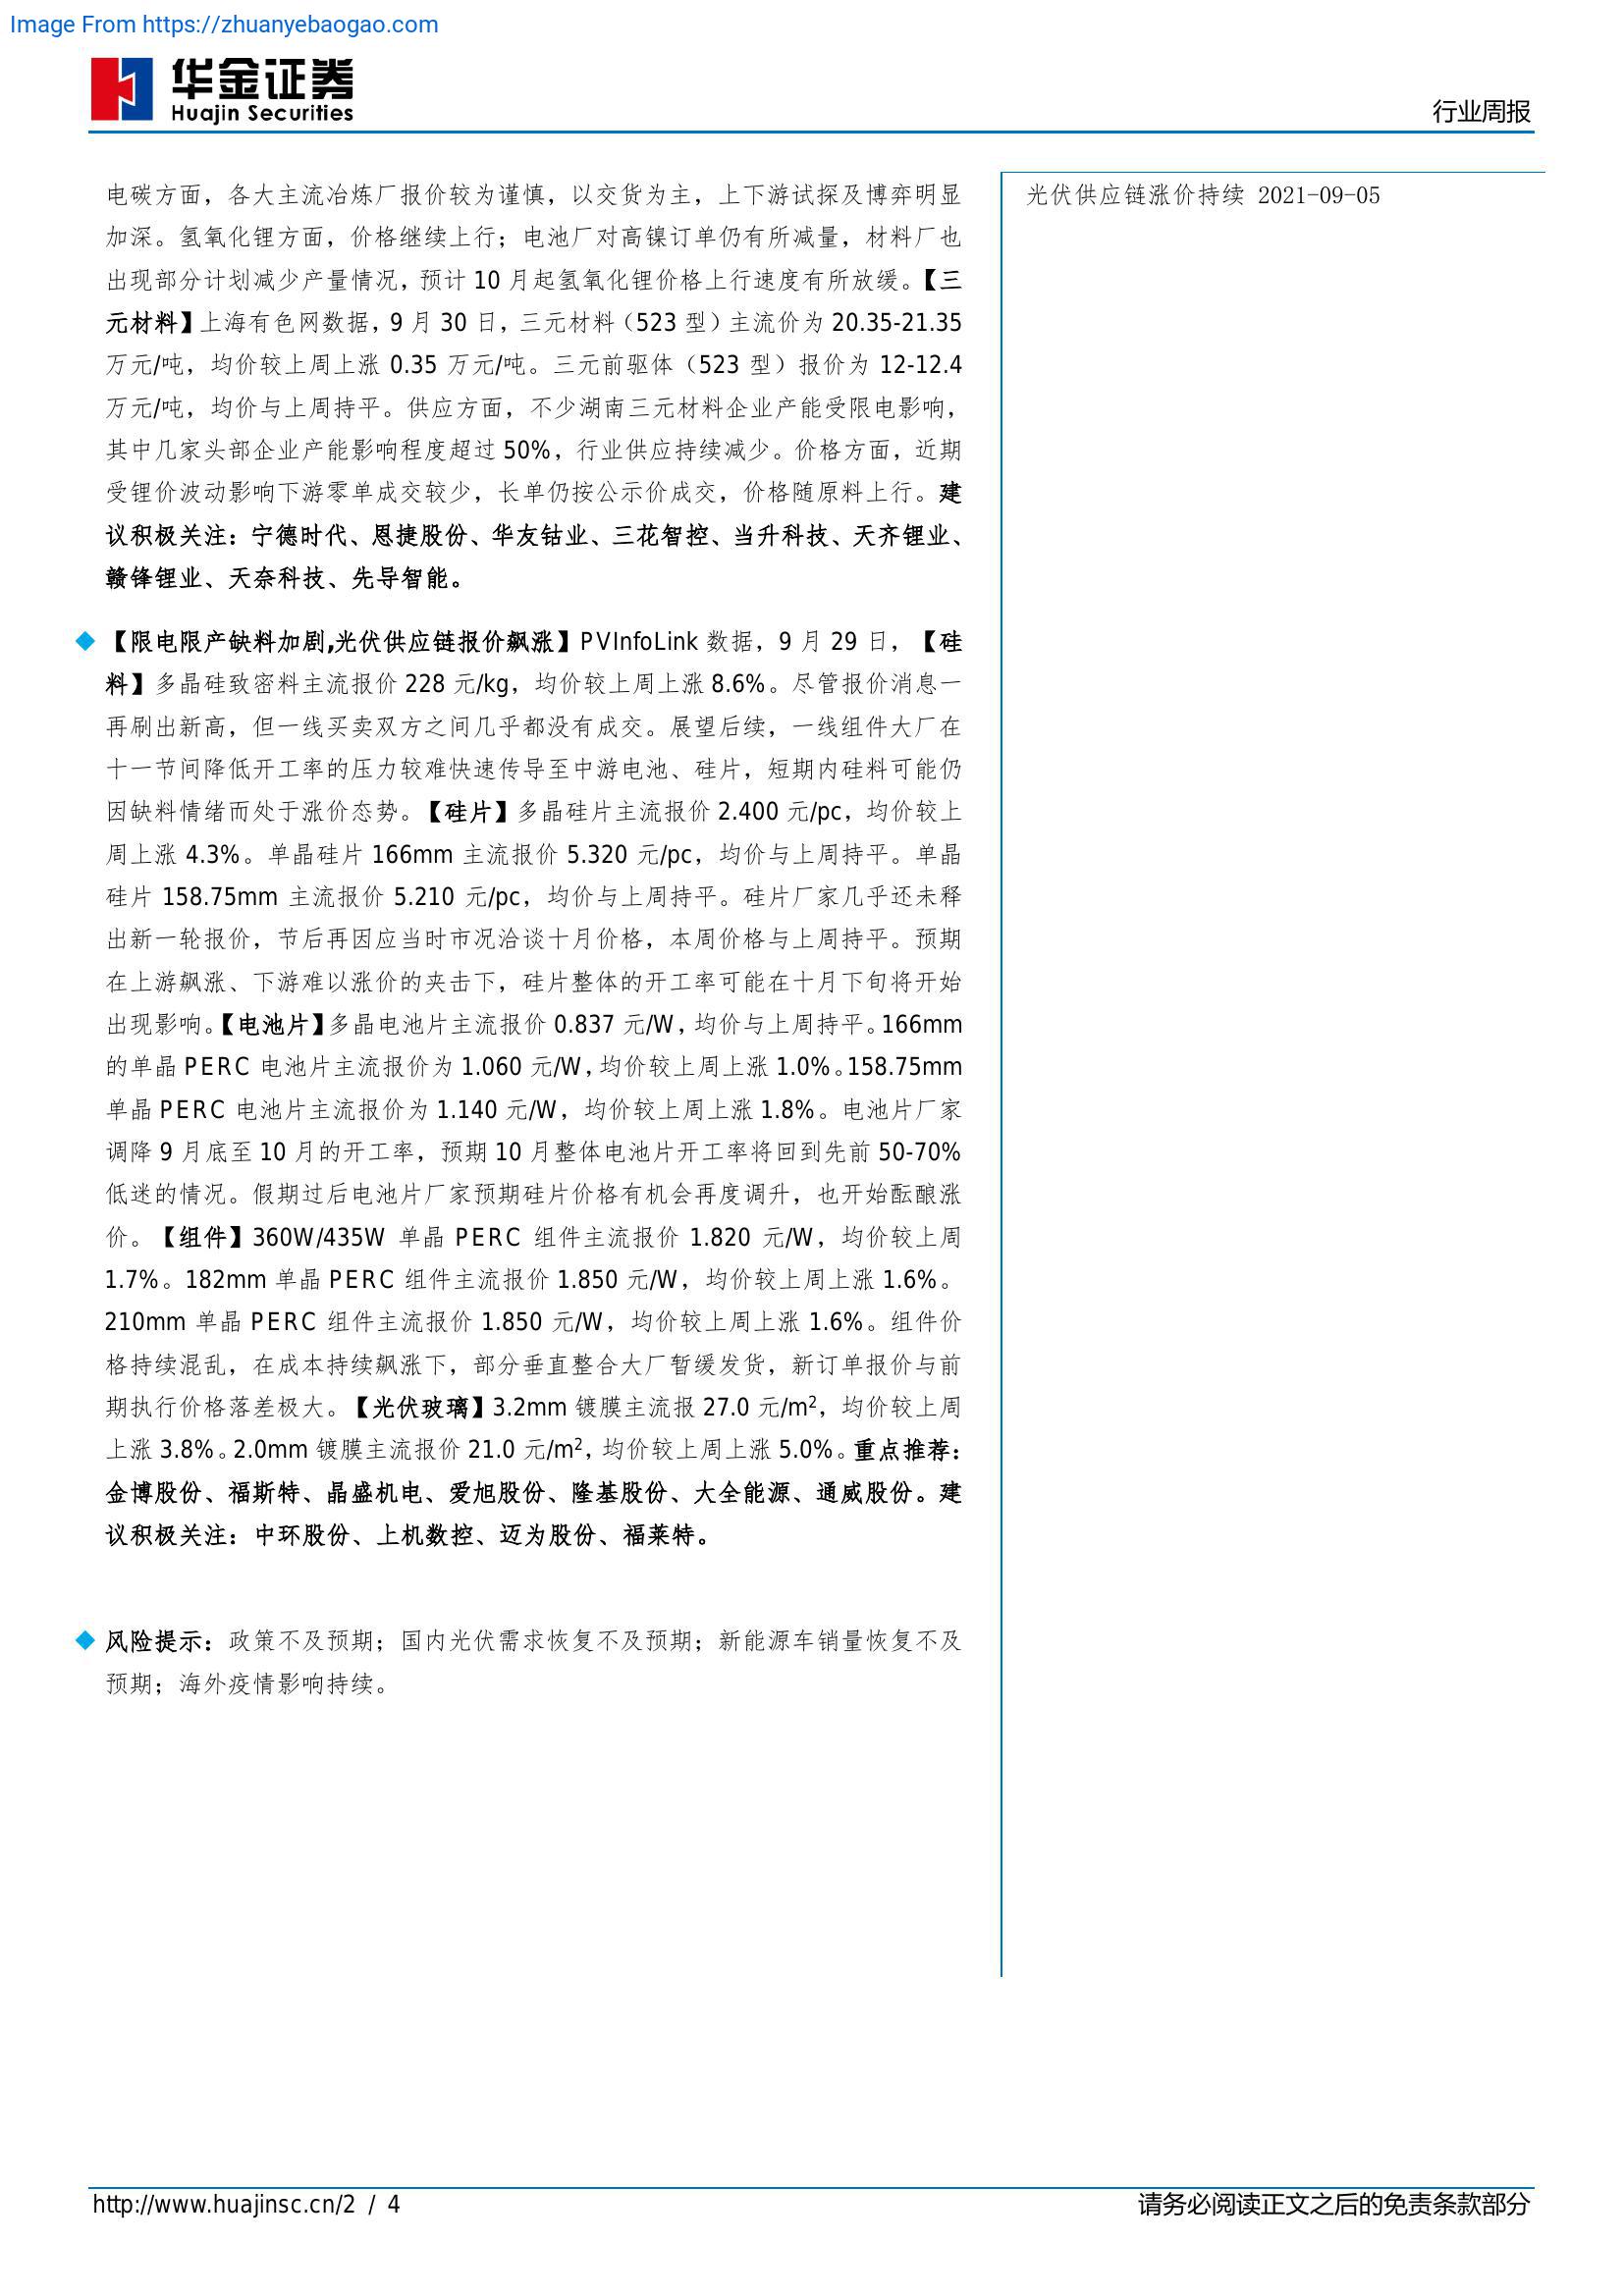 Image From https://zhuanyebaogao.com
华金证券
Huajin Securities
行业周报
电碳方面，各大主流冶炼厂报价较为谨慎，以交货为主，上下游试探及博弈明显
加深。氢氧化锂方面，价格继续上行；电池厂对高镍订单仍有所减量，材料厂也
出现部分计划减少产量情况，预计 10 月起氢氧化锂价格上行速度有所放缓。【三
元材料】上海有色网数据，9 月 30 日，三元材料（523 型）主流价为 20.35-21.35
万元/吨，均价较上周上涨 0.35 万元/吨。三元前驱体（523 型）报价为 12-12.4
万元/吨，均价与上周持平。供应方面，不少湖南三元材料企业产能受限电影响，
其中几家头部企业产能影响程度超过 50%，行业供应持续减少。价格方面，近期
受锂价波动影响下游零单成交较少，长单仍按公示价成交，价格随原料上行。建
议积极关注：宁德时代、恩捷股份、华友钴业、三花智控、当升科技、天齐锂业、
赣锋锂业、天奈科技、先导智能。
◆ 【限电限产缺料加剧,光伏供应链报价飙涨】PVInfoLink 数据，9 月 29 日，【硅
料】多晶硅致密料主流报价 228 元/kg，均价较上周上涨 8.6%。尽管报价消息一
再刷出新高，但一线买卖双方之间几乎都没有成交。展望后续，一线组件大厂在
十一节间降低开工率的压力较难快速传导至中游电池、硅片，短期内硅料可能仍
因缺料情绪而处于涨价态势。【硅片】多晶硅片主流报价 2.400 元/pc，均价较上
周上涨 4.3%。单晶硅片 166mm 主流报价 5.320 元/pc，均价与上周持平。单晶
硅片 158.75mm 主流报价 5.210 元/pc，均价与上周持平。硅片厂家几乎还未释
出新一轮报价，节后再因应当时市况洽谈十月价格，本周价格与上周持平。预期
在上游飙涨、下游难以涨价的夹击下，硅片整体的开工率可能在十月下旬将开始
出现影响。【电池片】多晶电池片主流报价 0.837 元/W，均价与上周持平。166mm
的单晶 PERC 电池片主流报价为 1.060 元/W，均价较上周上涨 1.0%。158.75mm
单晶 PERC 电池片主流报价为 1.140 元/W，均价较上周上涨 1.8%。电池片厂家
调降 9 月底至 10 月的开工率，预期 10 月整体电池片开工率将回到先前 50-70%
低迷的情况。假期过后电池片厂家预期硅片价格有机会再度调升，也开始酝酿涨
价。【组件】360W/435W 单晶 PERC 组件主流报价 1.820 元/W，均价较上周
1.7%。182mm 单晶 PERC 组件主流报价 1.850 元/W，均价较上周上涨 1.6%。
210mm 单晶 PERC 组件主流报价 1.850 元/W，均价较上周上涨 1.6%。组件价
格持续混乱，在成本持续飙涨下，部分垂直整合大厂暂缓发货，新订单报价与前
期执行价格落差极大。【光伏玻璃】3.2mm 镀膜主流报 27.0 元/m²，均价较上周
上涨 3.8%。2.0mm 镀膜主流报价 21.0 元/m²，均价较上周上涨 5.0%。重点推荐：
金博股份、福斯特、晶盛机电、爱旭股份、隆基股份、大全能源、通威股份。建
议积极关注：中环股份、上机数控、迈为股份、福莱特。
◆ 风险提示：政策不及预期；国内光伏需求恢复不及预期；新能源车销量恢复不及
预期；海外疫情影响持续。
光伏供应链涨价持续 2021-09-05
http://www.huajinsc.cn/2 / 4
请务必阅读正文之后的免责条款部分